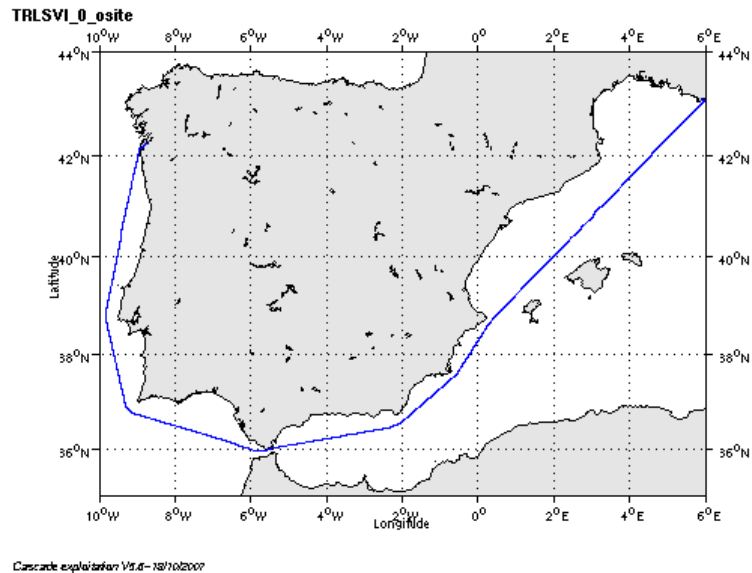 TRLSVI_0_osite
10°W 8°W 6°W 4°W 2°W 0° 2°E 4°E 6°E
44°N 44°N
42°N 42°N
40°N 40°N
Latitude
38°N 38°N
36°N 36°N
10°W 8°W 6°W 4°W 2°W 0° 2°E 4°E 6°E
Longitude
Cascade exploitation V5.6-18/10/2007